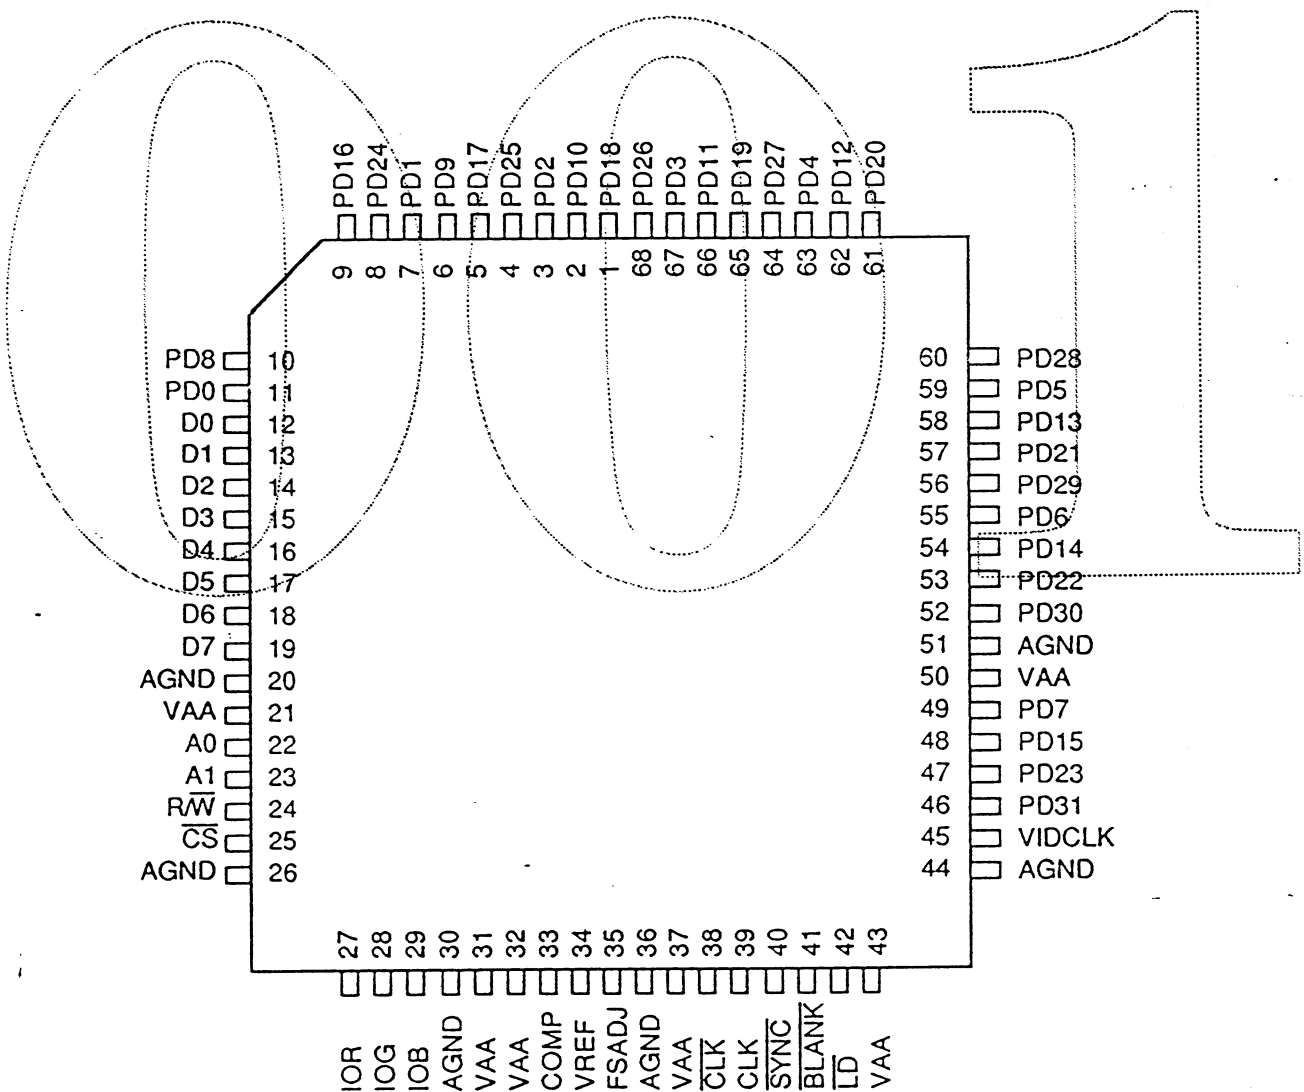 001
PD16 PD24 PD1 PD9 PD17 PD25 PD2 PD10 PD18 PD26 PD3 PD11 PD19 PD27 PD4 PD12 PD20
9 8 7 6 5 4 3 2 1 68 67 66 65 64 63 62 61
PD8 10 60 PD28
PD0 11 59 PD5
D0 12 58 PD13
D1 13 57 PD21
D2 14 56 PD29
D3 15 55 PD6
D4 16 54 PD14
D5 17 53 PD22
D6 18 52 PD30
D7 19 51 AGND
AGND 20 50 VAA
VAA 21 49 PD7
A0 22 48 PD15
A1 23 47 PD23
R/W̅ 24 46 PD31
C̅S̅ 25 45 VIDCLK
AGND 26 44 AGND
27 28 29 30 31 32 33 34 35 36 37 38 39 40 41 42 43
IOR IOG IOB AGND VAA VAA COMP VREF FSADJ AGND VAA C̅L̅K̅ CLK S̅Y̅N̅C̅ B̅L̅A̅N̅K̅ L̅D̅ VAA